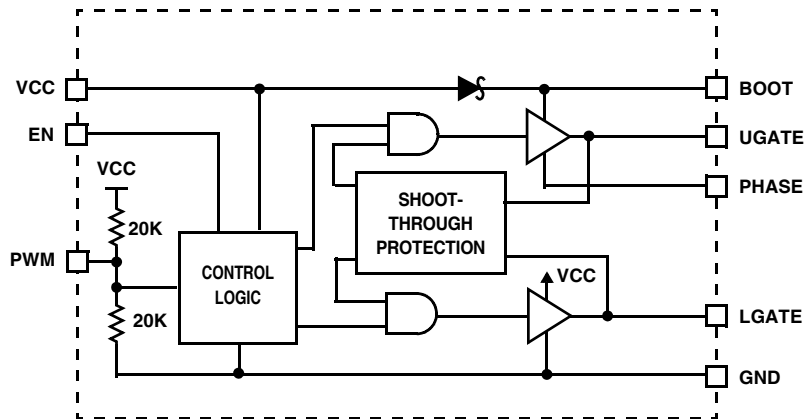 VCC
BOOT
EN
UGATE
VCC
20K
PHASE
SHOOT-
THROUGH
PROTECTION
PWM
CONTROL
LOGIC
VCC
20K
LGATE
GND